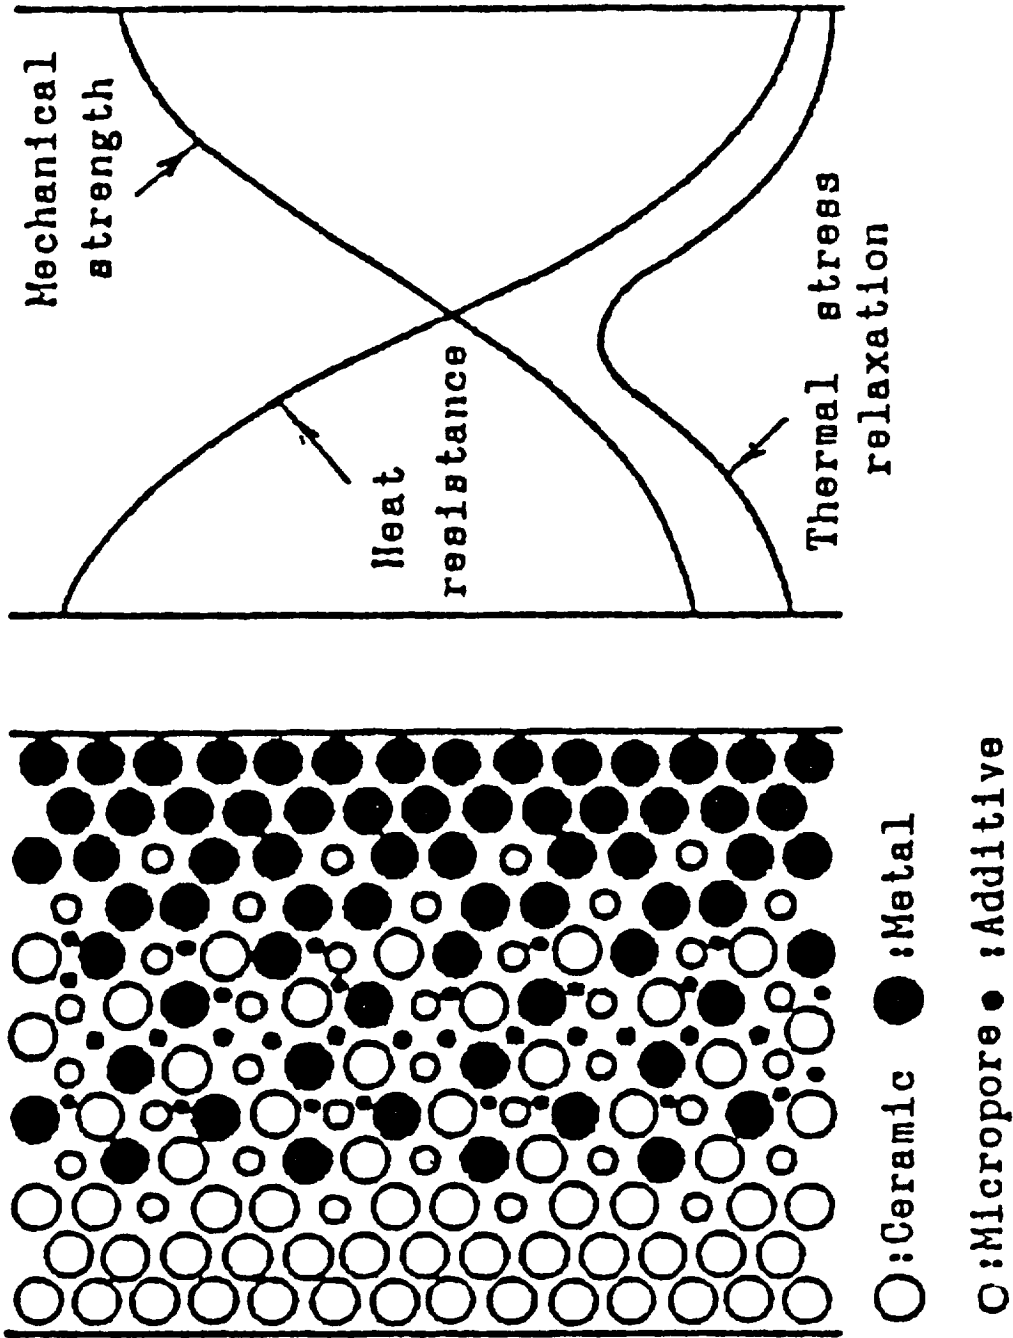 Mechanical
strength
Heat
resistance
Thermal stress
relaxation
:Ceramic :Metal
:Micropore :Additive